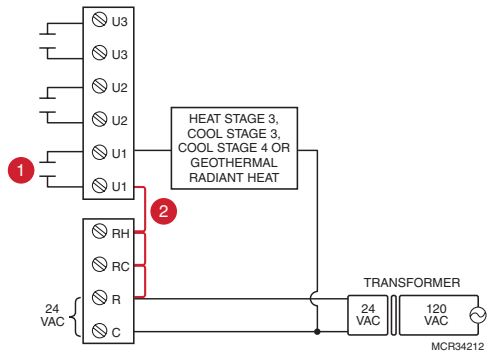 U3
U3
U2
U2
U1
U1
1
2
HEAT STAGE 3,
COOL STAGE 3,
COOL STAGE 4 OR
GEOTHERMAL
RADIANT HEAT
RH
RC
R
C
24
VAC
TRANSFORMER
24
VAC
120
VAC
MCR34212